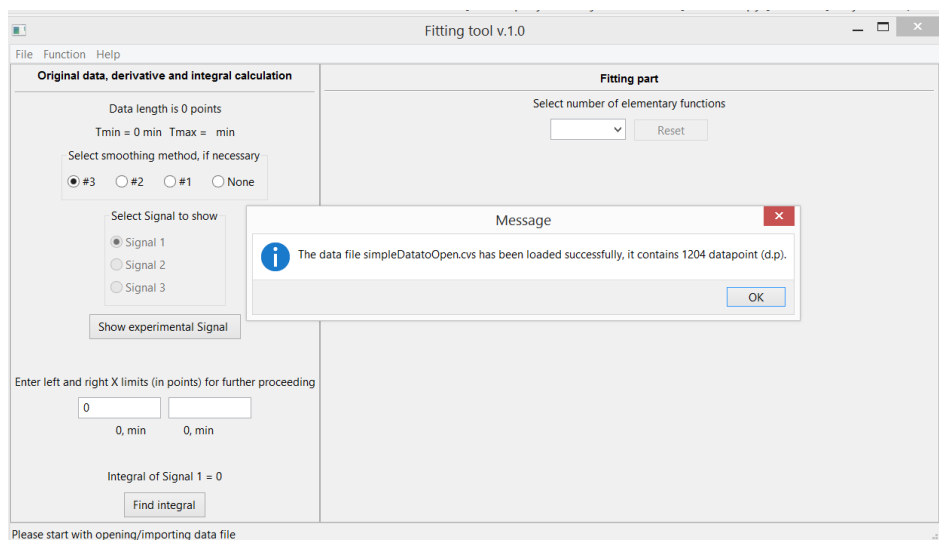 Fitting tool v.1.0
File Function Help
Original data, derivative and integral calculation
Data length is 0 points
Tmin = 0 min Tmax = min
Select smoothing method, if necessary
#3 #2 #1 None
Select Signal to show
Signal 1
Signal 2
Signal 3
Show experimental Signal
Enter left and right X limits (in points) for further proceeding
0
0, min 0, min
Integral of Signal 1 = 0
Find integral
Fitting part
Select number of elementary functions
Reset
Message
The data file simpleDatatoOpen.cvs has been loaded successfully, it contains 1204 datapoint (d.p).
OK
Please start with opening/importing data file